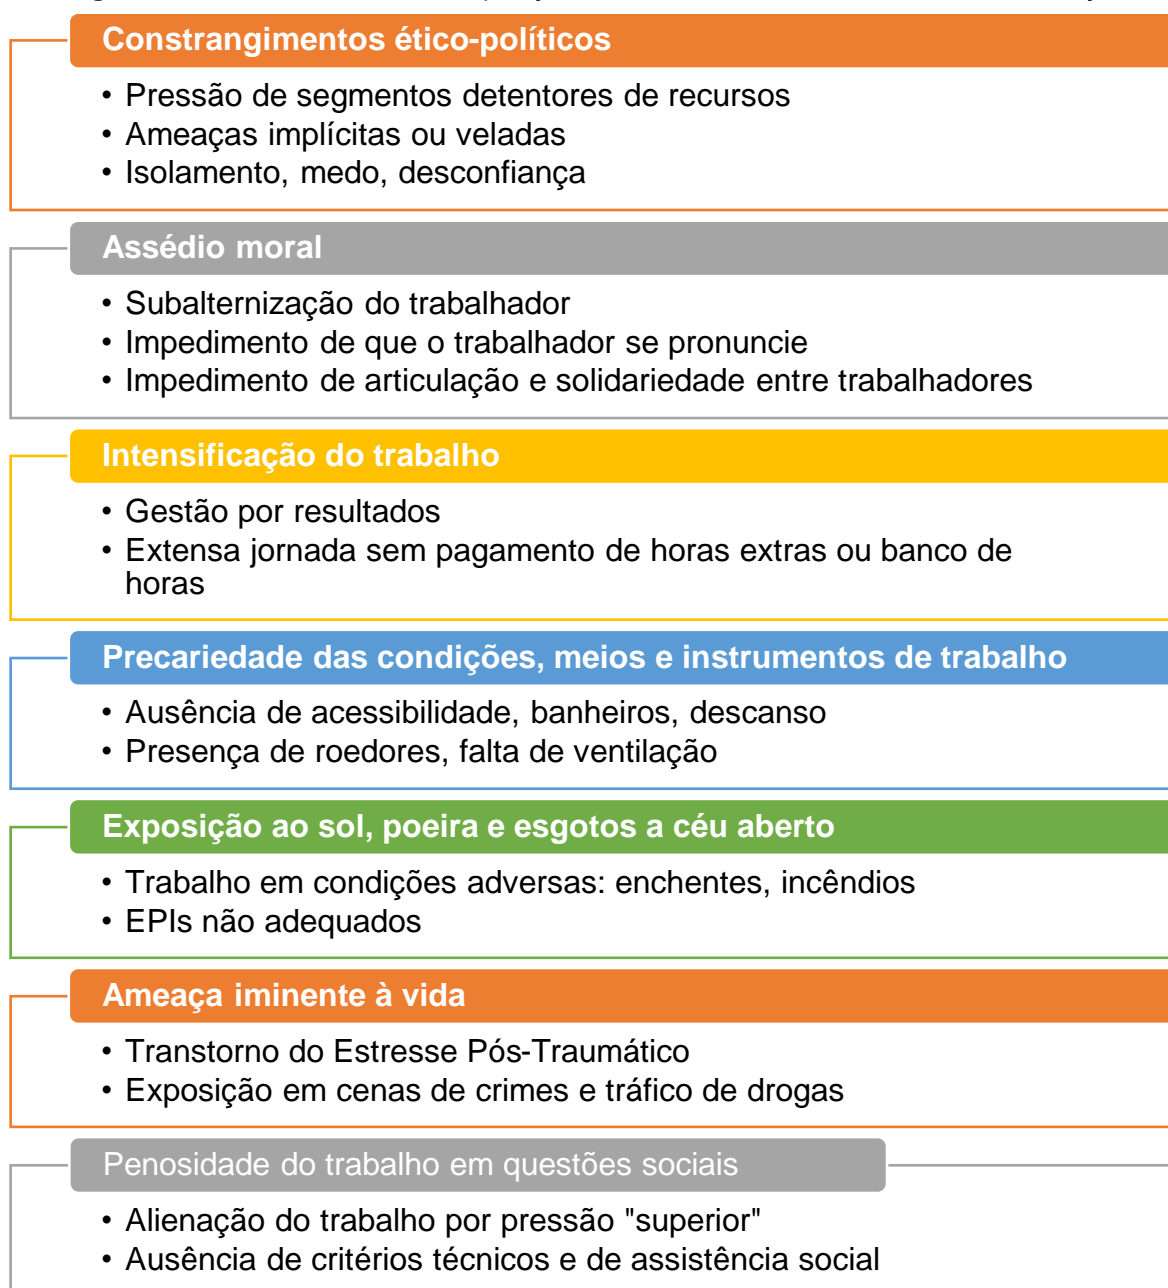 Constrangimentos ético-políticos
• Pressão de segmentos detentores de recursos
• Ameaças implícitas ou veladas
• Isolamento, medo, desconfiança
Assédio moral
• Subalternização do trabalhador
• Impedimento de que o trabalhador se pronuncie
• Impedimento de articulação e solidariedade entre trabalhadores
Intensificação do trabalho
• Gestão por resultados
• Extensa jornada sem pagamento de horas extras ou banco de
horas
Precariedade das condições, meios e instrumentos de trabalho
• Ausência de acessibilidade, banheiros, descanso
• Presença de roedores, falta de ventilação
Exposição ao sol, poeira e esgotos a céu aberto
• Trabalho em condições adversas: enchentes, incêndios
• EPIs não adequados
Ameaça iminente à vida
• Transtorno do Estresse Pós-Traumático
• Exposição em cenas de crimes e tráfico de drogas
Penosidade do trabalho em questões sociais
• Alienação do trabalho por pressão "superior"
• Ausência de critérios técnicos e de assistência social